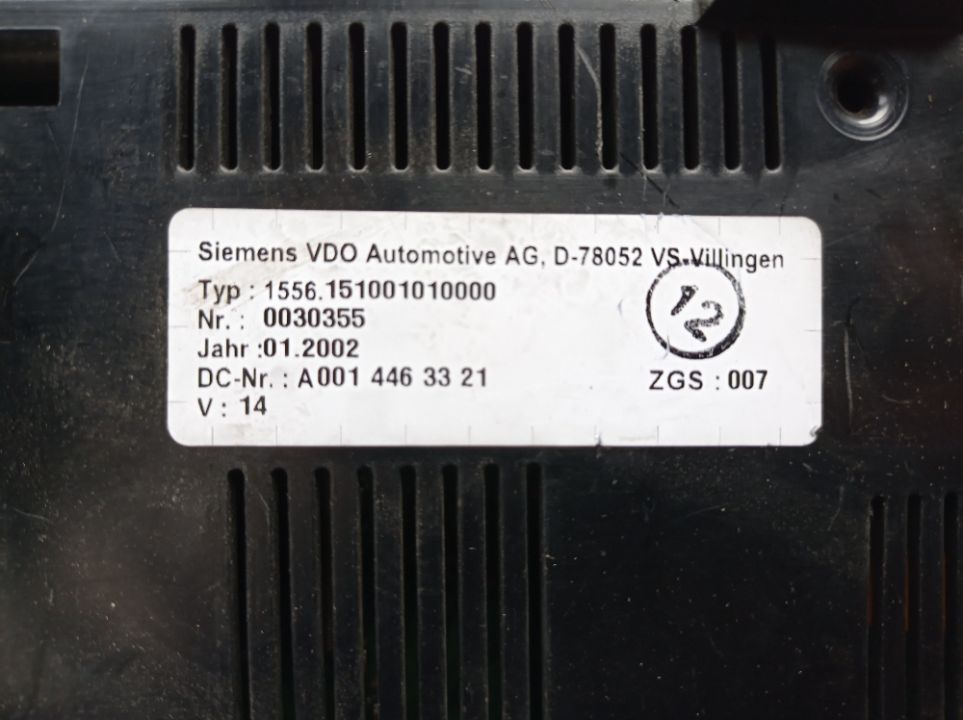 Siemens VDO Automotive AG, D-78052 VS-Villingen
Typ : 1556.151001010000
Nr. : 0030355
Jahr :01.2002
12
DC-Nr. : A 001 446 33 21
ZGS : 007
V : 14